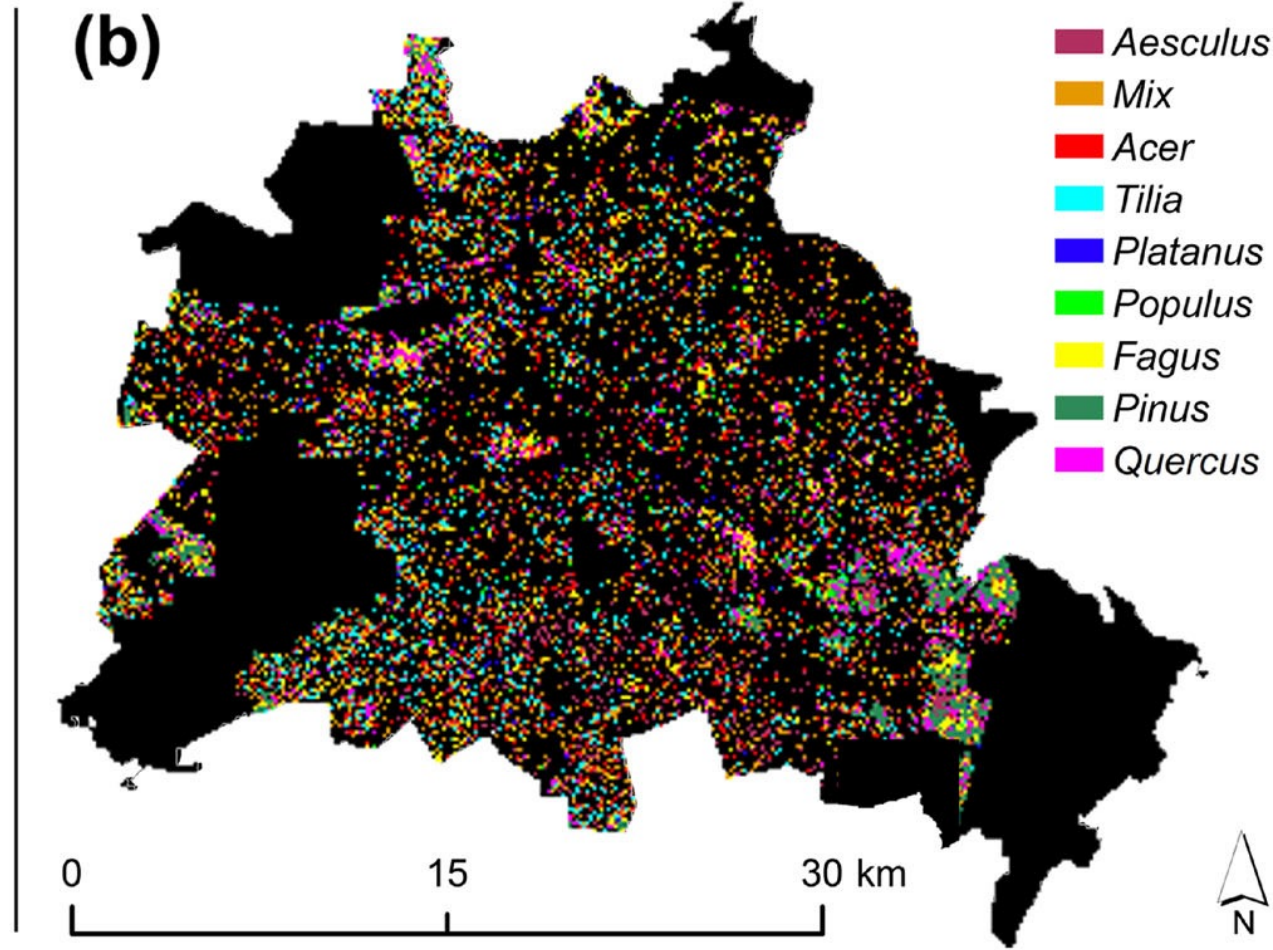 (b)
Aesculus
Mix
Acer
Tilia
Platanus
Populus
Fagus
Pinus
Quercus
0 15 30 km
N